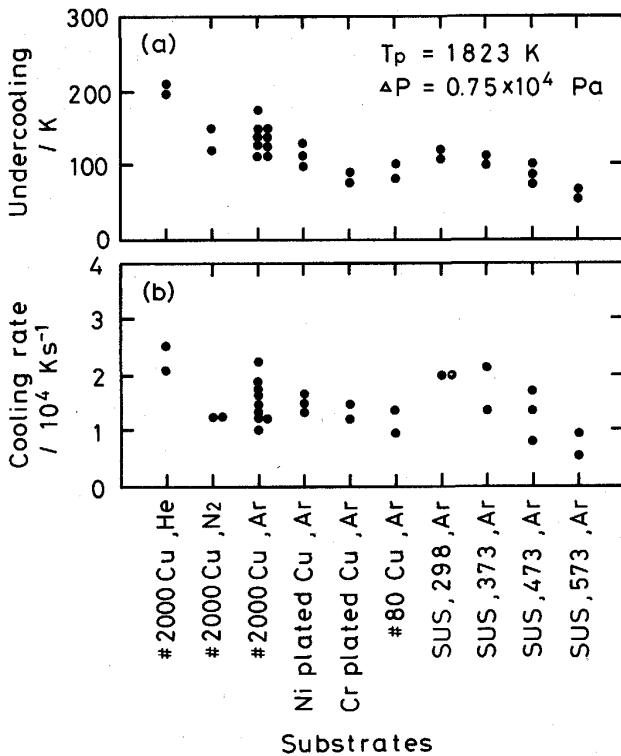 300
200
100
0
Undercooling
/ K
(a)
Tp = 1823 K
ΔP = 0.75×10⁴ Pa
4
3
2
1
0
Cooling rate
/ 10⁴ Ks⁻¹
(b)
#2000 Cu ,He
#2000 Cu ,N2
#2000 Cu ,Ar
Ni plated Cu ,Ar
Cr plated Cu ,Ar
#80 Cu ,Ar
SUS ,298 ,Ar
SUS ,373 ,Ar
SUS ,473 ,Ar
SUS ,573 ,Ar
Substrates